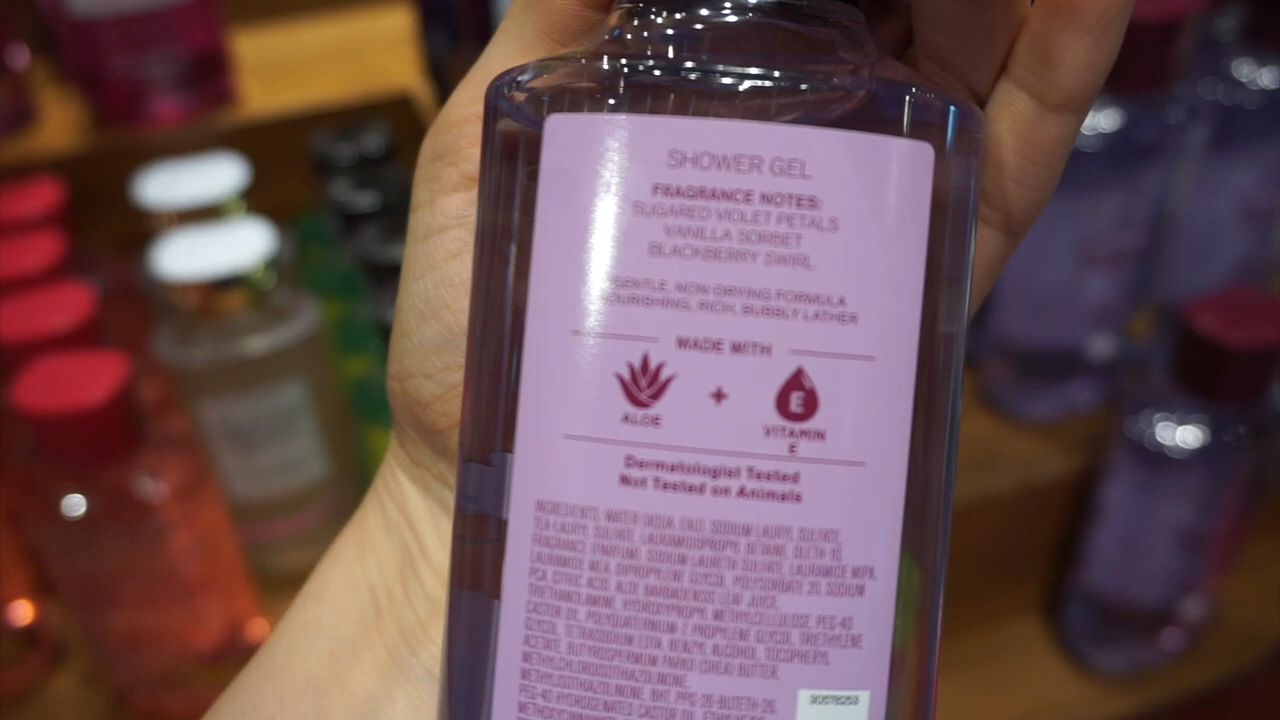 SHOWER GEL
FRAGRANCE NOTES:
SUGARED VIOLET PETALS
VANILLA SORBET
BLACKBERRY SWIRL
GENTLE, NON-DRYING FORMULA
NOURISHING, RICH, BUBBLY LATHER
MADE WITH
ALOE + E
VITAMIN
E
Dermatologist Tested
Not Tested on Animals
INGREDIENTS: WATER (AQUA, EAU), SODIUM LAURYL SULFATE,
TEA-LAURYL SULFATE, LAURAMIDOPROPYL BETAINE, OLETH-10,
FRAGRANCE (PARFUM), SODIUM LAURETH SULFATE, LAURAMIDE MIPA,
LAURAMIDE MEA, DIPROPYLENE GLYCOL, POLYSORBATE 20, SODIUM
PCA, CITRIC ACID, ALOE BARBADENSIS LEAF JUICE,
TRIETHANOLAMINE, HYDROXYPROPYL METHYLCELLULOSE, PEG-40
CASTOR OIL, POLYQUATERNIUM-7, PROPYLENE GLYCOL, TRIETHYLENE
GLYCOL, TETRASODIUM EDTA, BENZYL ALCOHOL, TOCOPHERYL
ACETATE, BUTYROSPERMUM PARKII (SHEA) BUTTER,
METHYLCHLOROISOTHIAZOLINONE,
METHYLISOTHIAZOLINONE, BHT, PPG-26-BUTETH-26,
PEG-40 HYDROGENATED CASTOR OIL,